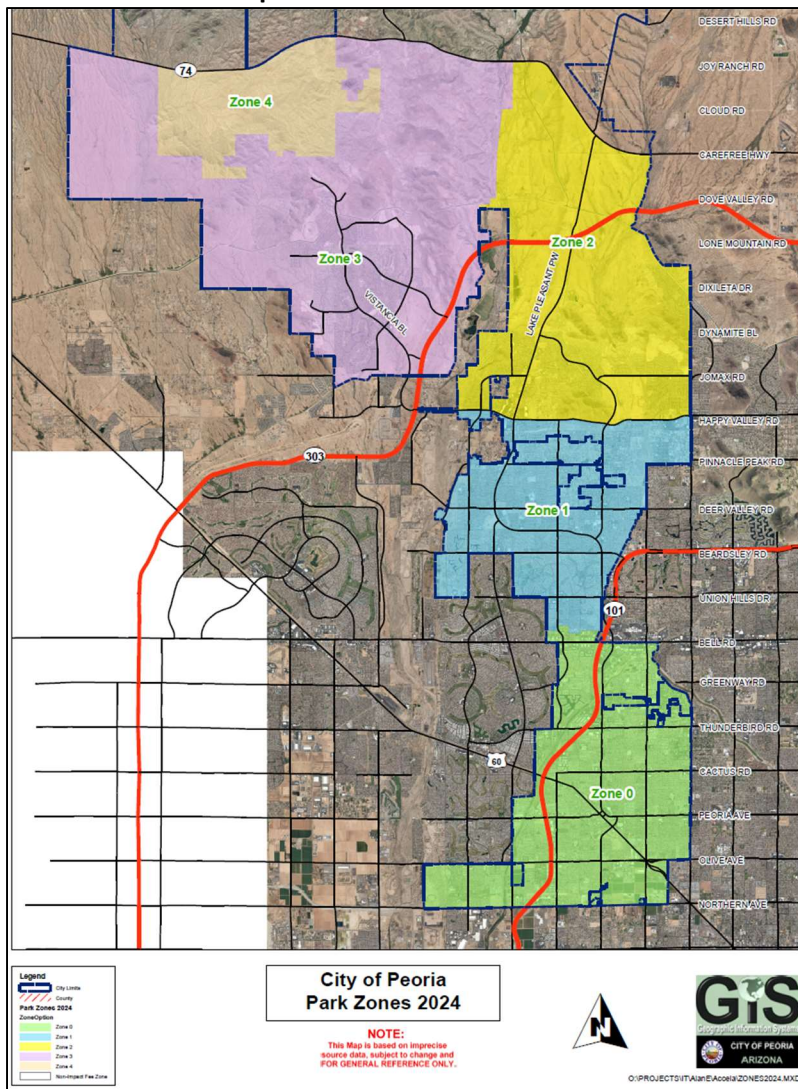 DESERT HILLS RD
JOY RANCH RD
74
Zone 4
CLOUD RD
CAREFREE HWY
DOVE VALLEY RD
Zone 2
LONE MOUNTAIN RD
Zone 3
LAKE PLEASANT PW
DIXILETA DR
VISTANCIA BL
DYNAMITE BL
JOMAX RD
HAPPY VALLEY RD
303
PINNACLE PEAK RD
Zone 1
DEER VALLEY RD
BEARDSLEY RD
UNION HILLS DR
101
BELL RD
GREENWAY RD
THUNDERBIRD RD
60
CACTUS RD
Zone 0
PEORIA AVE
OLIVE AVE
NORTHERN AVE
Legend
City Limits
County
Park Zones 2024
ZoneOption
Zone 0
Zone 1
Zone 2
Zone 3
Zone 4
Non-Impact Fee Zone
City of Peoria
Park Zones 2024
NOTE:
This Map is based on imprecise
source data, subject to change and
FOR GENERAL REFERENCE ONLY.
N
GIS
Geographic Information System
CITY OF PEORIA
ARIZONA